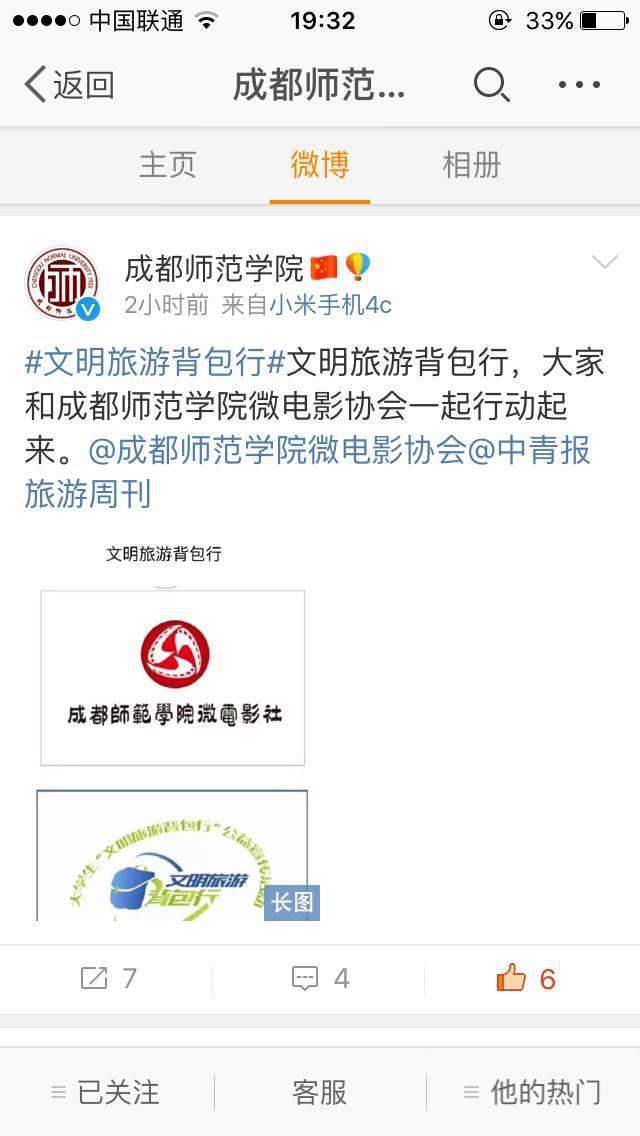 中国联通 19:32 33%
返回 成都师范...
主页 微博 相册
成都师范学院
2小时前 来自小米手机4c
#文明旅游背包行#文明旅游背包行，大家
和成都师范学院微电影协会一起行动起
来。@成都师范学院微电影协会@中青报
旅游周刊
文明旅游背包行
成都師範學院微電影社
大学生“文明旅游背包行”公益宣传活动
文明旅游
背包行
长图
7 4 6
已关注 客服 他的热门